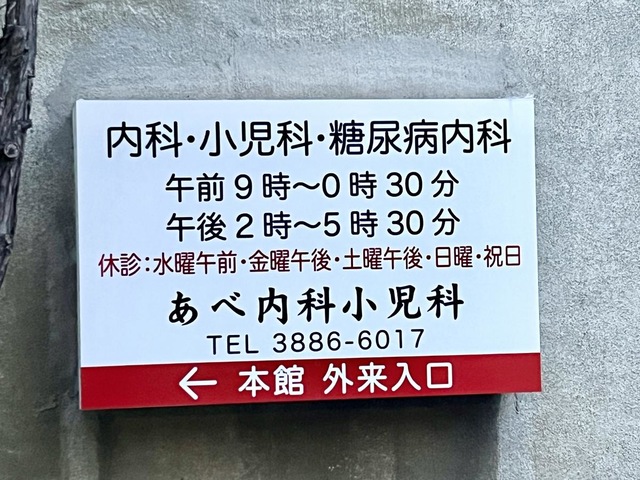 内科・小児科・糖尿病内科
午前9時〜0時30分
午後2時〜5時30分
休診：水曜午前・金曜午後・土曜午後・日曜・祝日
あべ内科小児科
TEL 3886-6017
← 本館 外来入口